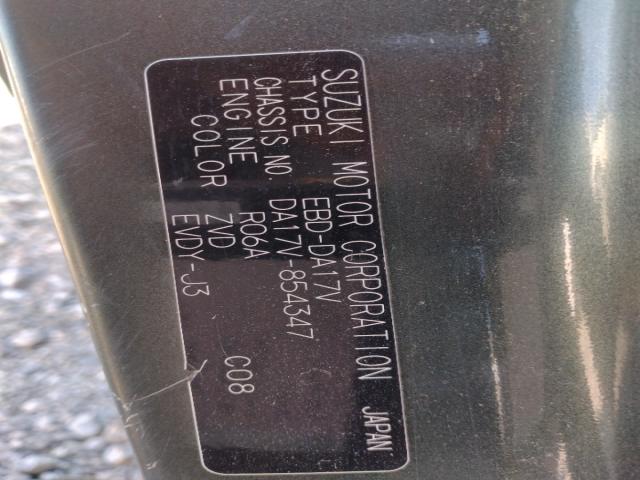 SUZUKI MOTOR CORPORATION JAPAN
TYPE EBD-DA17V
CHASSIS NO. DA17V-854347
ENGINE R06A
COLOR ZVD C08
EVDY-J3